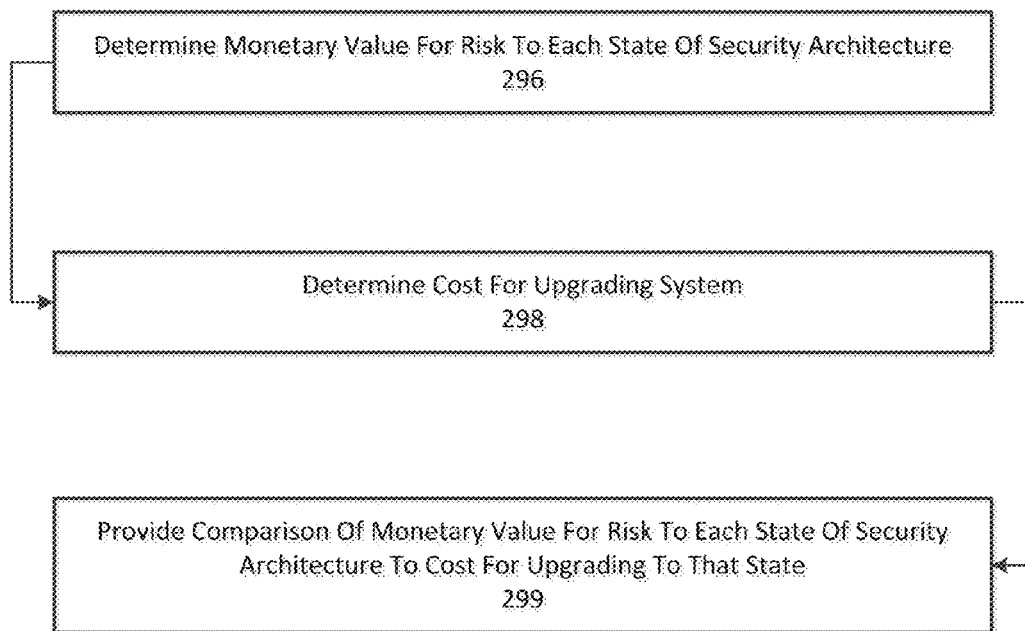 Determine Monetary Value For Risk To Each State Of Security Architecture
296
Determine Cost For Upgrading System
298
Provide Comparison Of Monetary Value For Risk To Each State Of Security
Architecture To Cost For Upgrading To That State
299